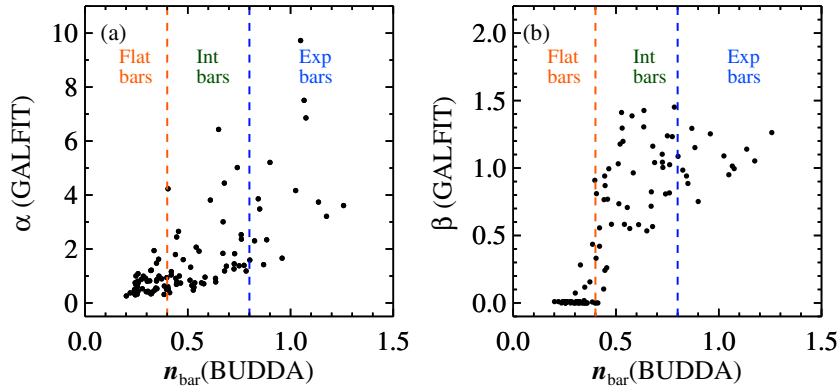 (a)
Flat bars
Int bars
Exp bars
α (GALFIT)
10
8
6
4
2
0
0.0 0.5 1.0 1.5
n_bar(BUDDA)
(b)
Flat bars
Int bars
Exp bars
β (GALFIT)
2.0
1.5
1.0
0.5
0.0
0.0 0.5 1.0 1.5
n_bar(BUDDA)